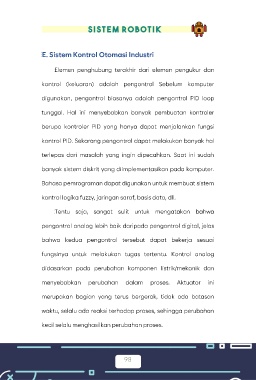 SISTEM ROBOTIK
E. Sistem Kontrol Otomasi Industri
Elemen penghubung terakhir dari elemen pengukur dan
kontrol (keluaran) adalah pengontrol Sebelum komputer
digunakan, pengontrol biasanya adalah pengontrol PID loop
tunggal. Hal ini menyebabkan banyak pembuatan kontroler
berupa kontroler PID yang hanya dapat menjalankan fungsi
kontrol PID. Sekarang pengontrol dapat melakukan banyak hal
terlepas dari masalah yang ingin dipecahkan. Saat ini sudah
banyak sistem diskrit yang diimplementasikan pada komputer.
Bahasa pemrograman dapat digunakan untuk membuat sistem
kontrol logika fuzzy, jaringan saraf, basis data, dll.
Tentu saja, sangat sulit untuk mengatakan bahwa
pengontrol analog lebih baik daripada pengontrol digital, jelas
bahwa kedua pengontrol tersebut dapat bekerja sesuai
fungsinya untuk melakukan tugas tertentu. Kontrol analog
didasarkan pada perubahan komponen listrik/mekanik dan
menyebabkan perubahan dalam proses. Aktuator ini
merupakan bagian yang terus bergerak, tidak ada batasan
waktu, selalu ada reaksi terhadap proses, sehingga perubahan
kecil selalu menghasilkan perubahan proses.
98